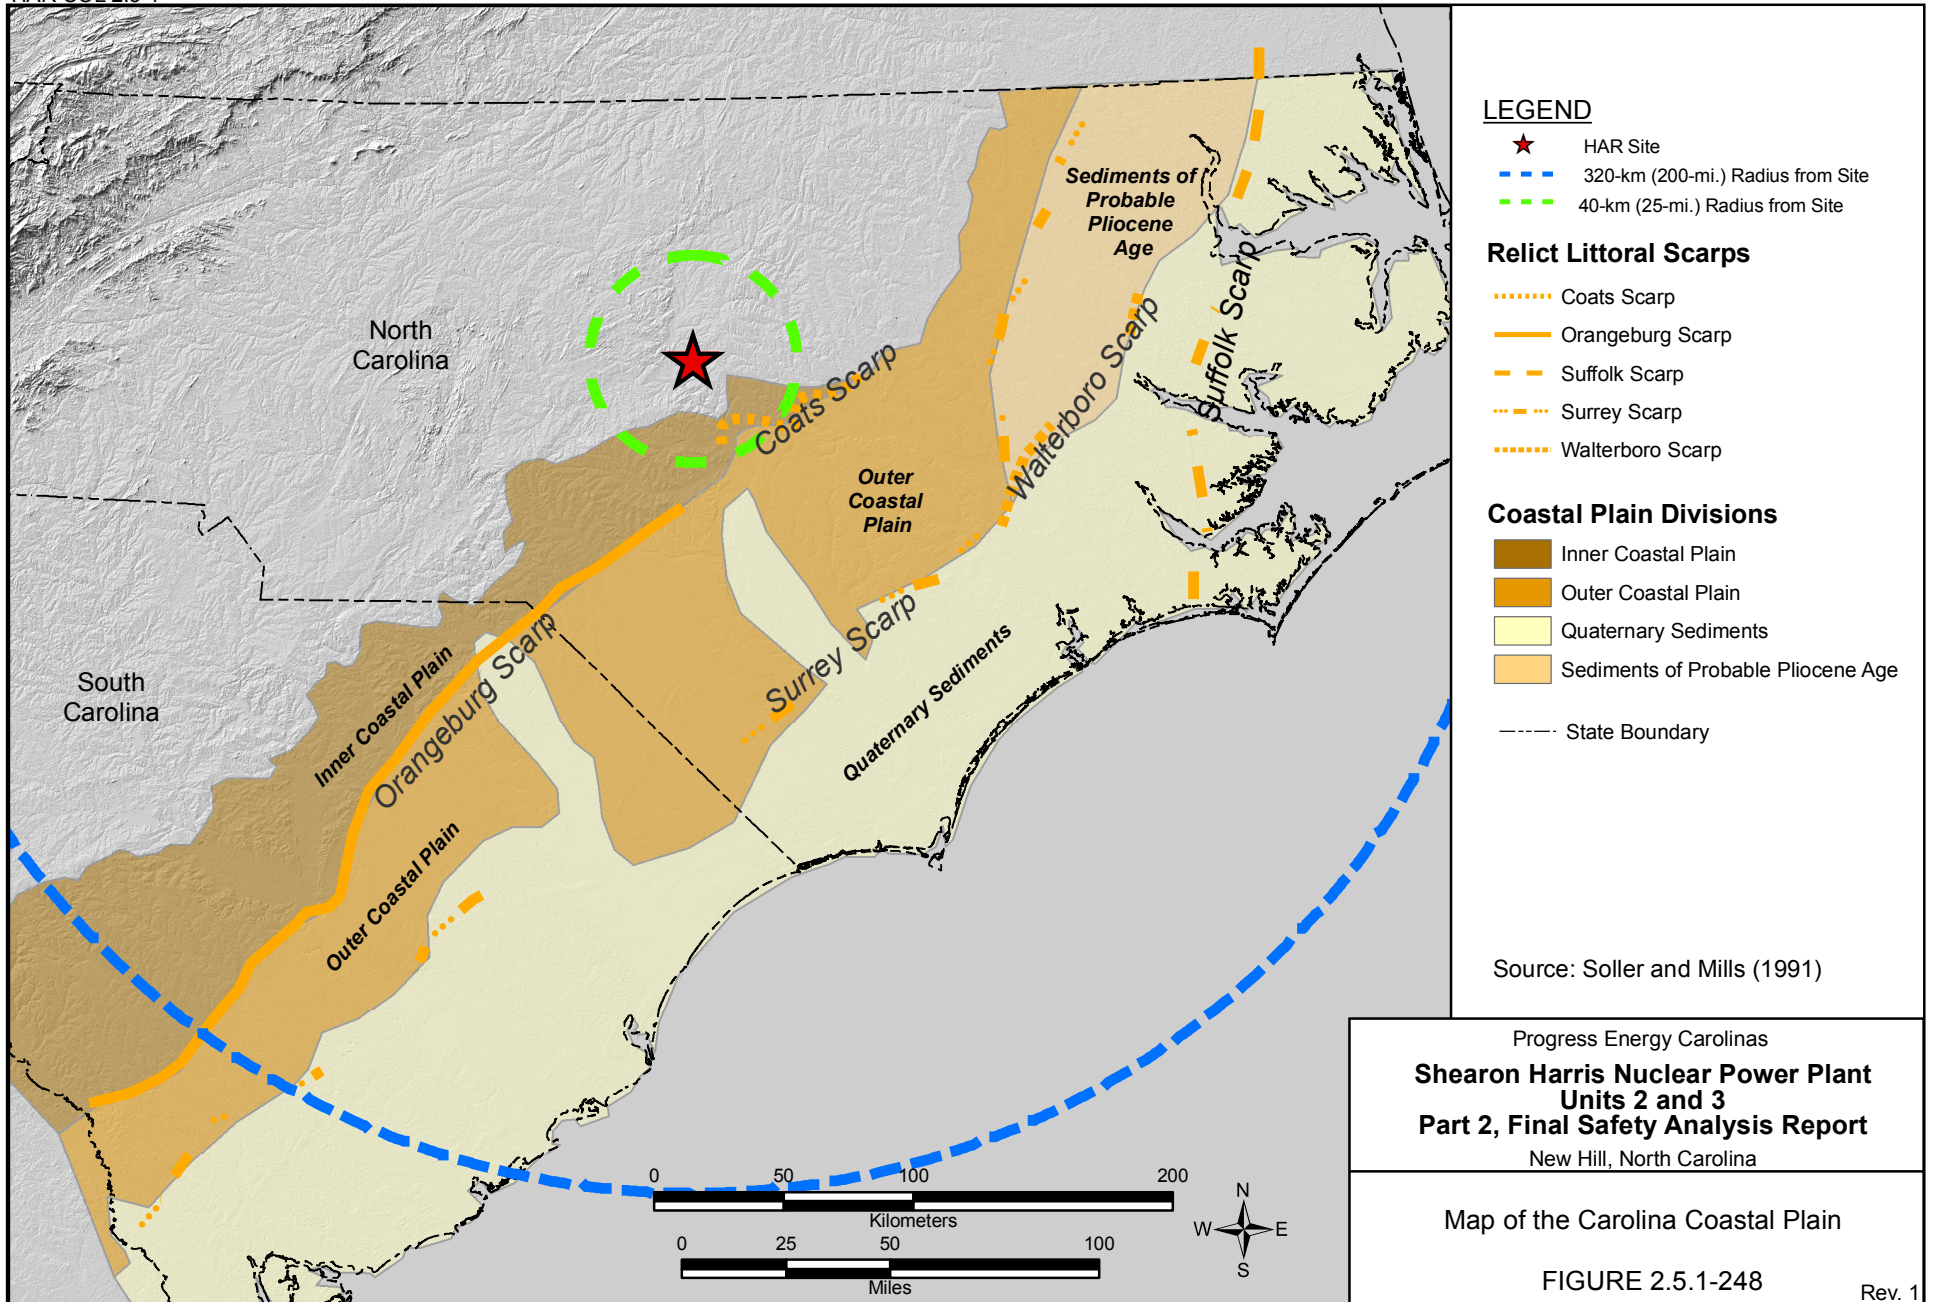 North
Carolina
South
Carolina
Sediments of
Probable
Pliocene
Age
Suffolk Scarp
Walterboro Scarp
Coats Scarp
Outer
Coastal
Plain
Surrey Scarp
Quaternary Sediments
Inner Coastal Plain
Orangeburg Scarp
Outer Coastal Plain
0 50 100 200
Kilometers
0 25 50 100
Miles
N
W E
S
LEGEND
HAR Site
320-km (200-mi.) Radius from Site
40-km (25-mi.) Radius from Site
Relict Littoral Scarps
Coats Scarp
Orangeburg Scarp
Suffolk Scarp
Surrey Scarp
Walterboro Scarp
Coastal Plain Divisions
Inner Coastal Plain
Outer Coastal Plain
Quaternary Sediments
Sediments of Probable Pliocene Age
State Boundary
Source: Soller and Mills (1991)
Progress Energy Carolinas
Shearon Harris Nuclear Power Plant
Units 2 and 3
Part 2, Final Safety Analysis Report
New Hill, North Carolina
Map of the Carolina Coastal Plain
FIGURE 2.5.1-248
Rev. 1